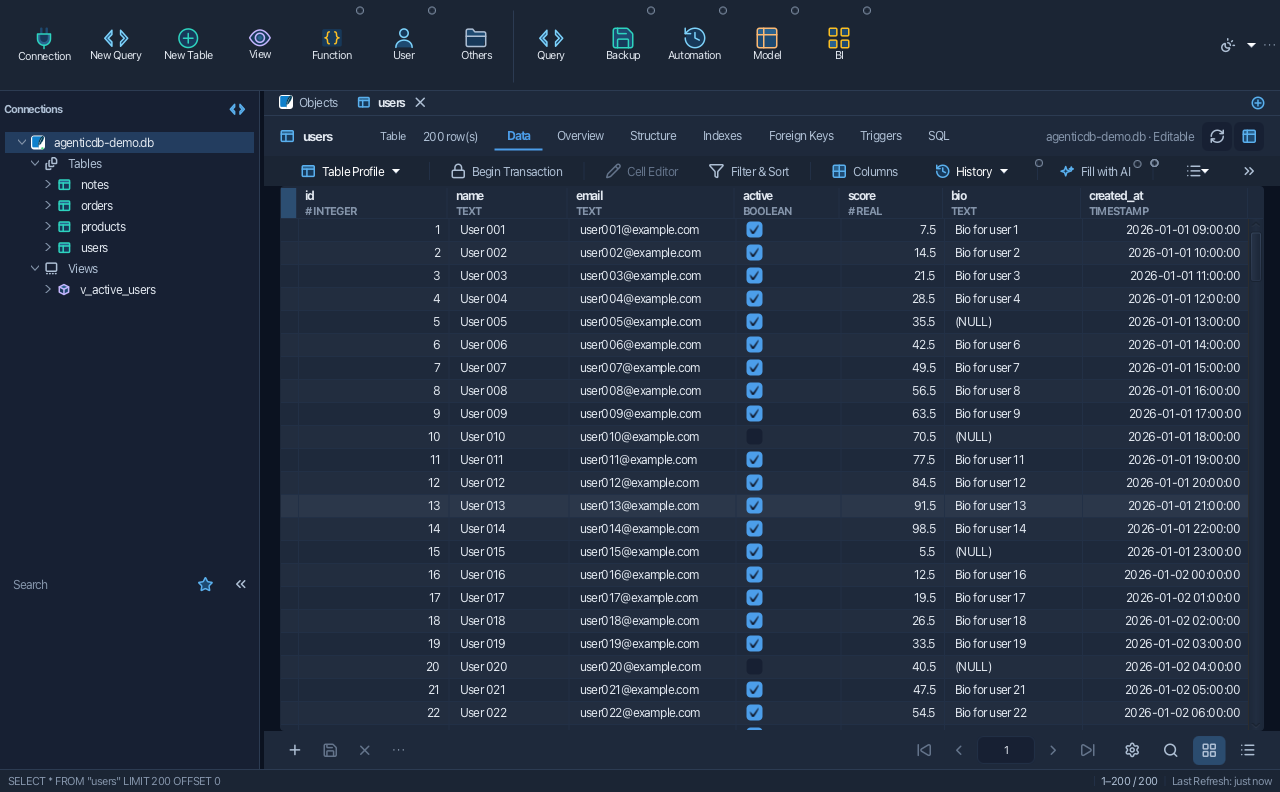 Connection New Query New Table View Function User Others Query Backup Automation Model BI
Connections
agenticdb-demo.db
Tables
notes
orders
products
users
Views
v_active_users
Search
Objects users
users Table 200 row(s) Data Overview Structure Indexes Foreign Keys Triggers SQL agenticdb-demo.db · Editable
Table Profile Begin Transaction Cell Editor Filter & Sort Columns History Fill with AI
id name email active score bio created_at
# INTEGER TEXT TEXT BOOLEAN # REAL TEXT TIMESTAMP
1 User 001 user001@example.com 7.5 Bio for user 1 2026-01-01 09:00:00
2 User 002 user002@example.com 14.5 Bio for user 2 2026-01-01 10:00:00
3 User 003 user003@example.com 21.5 Bio for user 3 2026-01-01 11:00:00
4 User 004 user004@example.com 28.5 Bio for user 4 2026-01-01 12:00:00
5 User 005 user005@example.com 35.5 (NULL) 2026-01-01 13:00:00
6 User 006 user006@example.com 42.5 Bio for user 6 2026-01-01 14:00:00
7 User 007 user007@example.com 49.5 Bio for user 7 2026-01-01 15:00:00
8 User 008 user008@example.com 56.5 Bio for user 8 2026-01-01 16:00:00
9 User 009 user009@example.com 63.5 Bio for user 9 2026-01-01 17:00:00
10 User 010 user010@example.com 70.5 (NULL) 2026-01-01 18:00:00
11 User 011 user011@example.com 77.5 Bio for user 11 2026-01-01 19:00:00
12 User 012 user012@example.com 84.5 Bio for user 12 2026-01-01 20:00:00
13 User 013 user013@example.com 91.5 Bio for user 13 2026-01-01 21:00:00
14 User 014 user014@example.com 98.5 Bio for user 14 2026-01-01 22:00:00
15 User 015 user015@example.com 5.5 (NULL) 2026-01-01 23:00:00
16 User 016 user016@example.com 12.5 Bio for user 16 2026-01-02 00:00:00
17 User 017 user017@example.com 19.5 Bio for user 17 2026-01-02 01:00:00
18 User 018 user018@example.com 26.5 Bio for user 18 2026-01-02 02:00:00
19 User 019 user019@example.com 33.5 Bio for user 19 2026-01-02 03:00:00
20 User 020 user020@example.com 40.5 (NULL) 2026-01-02 04:00:00
21 User 021 user021@example.com 47.5 Bio for user 21 2026-01-02 05:00:00
22 User 022 user022@example.com 54.5 Bio for user 22 2026-01-02 06:00:00
1
SELECT * FROM "users" LIMIT 200 OFFSET 0 1–200 / 200 Last Refresh: just now